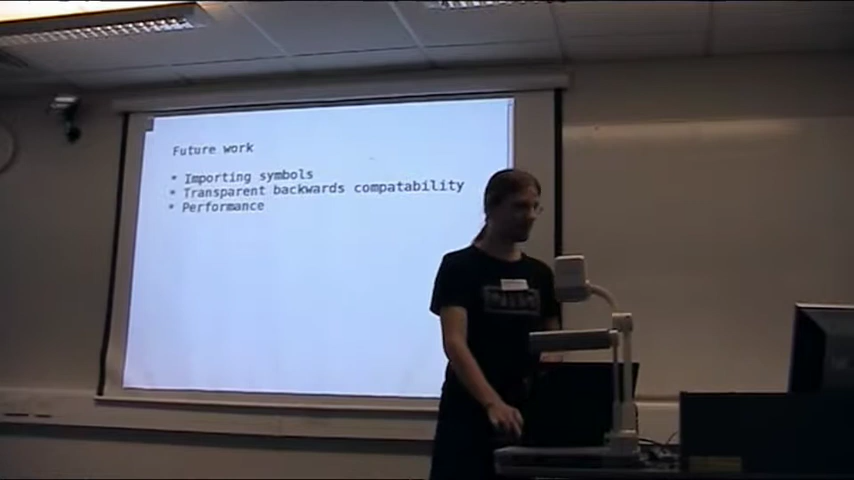 Future work
* Importing symbols
* Transparent backwards compatability
* Performance